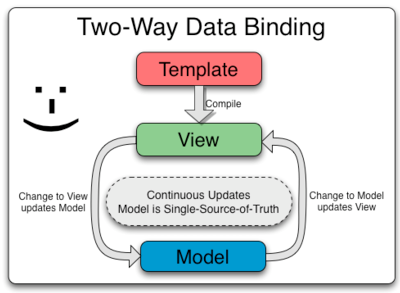 Two-Way Data Binding
Template
Compile
View
Change to View
updates Model
Continuous Updates
Model is Single-Source-of-Truth
Change to Model
updates View
Model